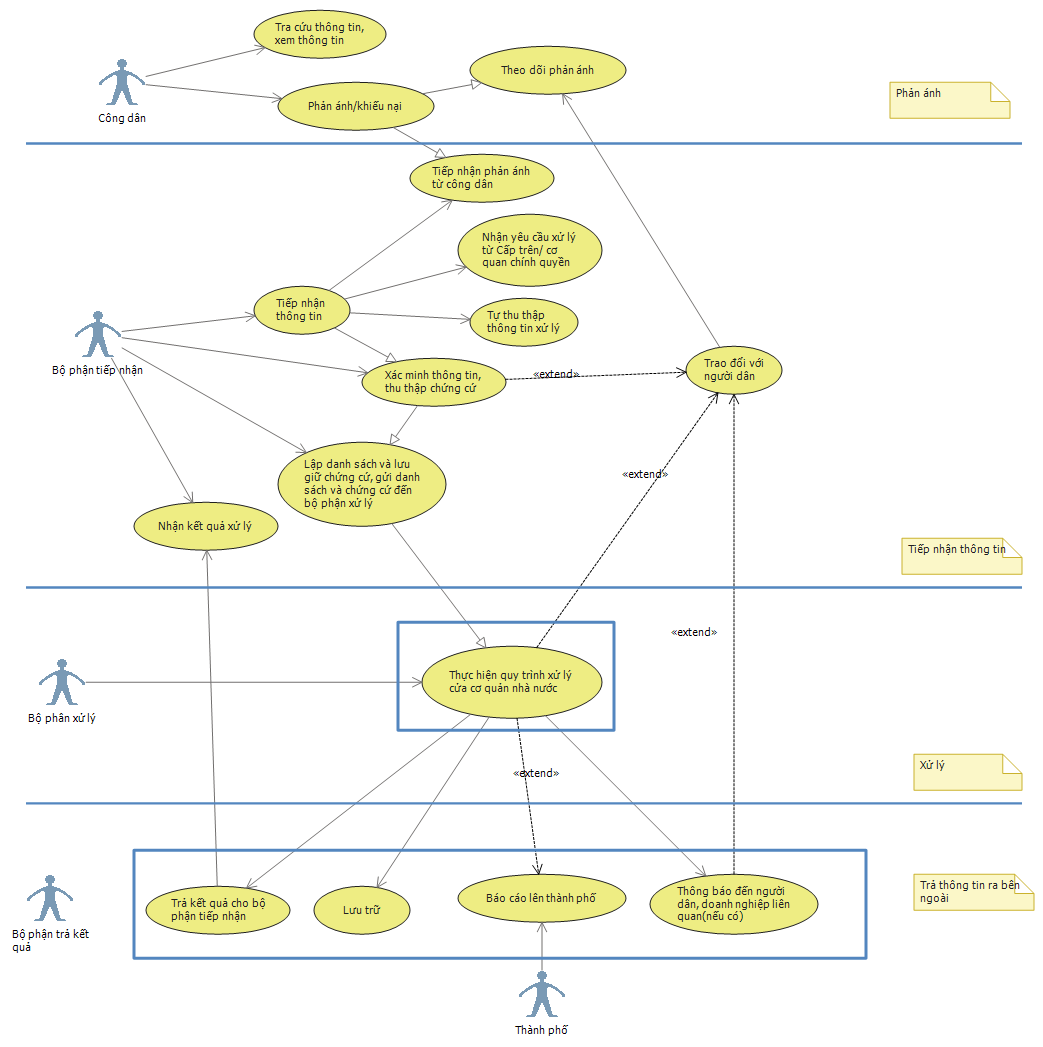 Tra cứu thông tin,
xem thông tin
Theo dõi phản ánh
Phản ánh
Phản ánh/khiếu nại
Công dân
Tiếp nhận phản ánh
từ công dân
Nhận yêu cầu xử lý
từ Cấp trên/ cơ
quan chính quyền
Tiếp nhận
thông tin
Tự thu thập
thông tin xử lý
Bộ phận tiếp nhận
Xác minh thông tin,
thu thập chứng cứ
«extend»
Trao đổi với
người dân
Lập danh sách và lưu
giữ chứng cứ, gửi danh
sách và chứng cứ đến
bộ phận xử lý
«extend»
Nhận kết quả xử lý
Tiếp nhận thông tin
«extend»
Thực hiện quy trình xử lý
cửa cơ quản nhà nước
Bộ phân xử lý
«extend»
Xử lý
Trả kết quả cho bộ
phận tiếp nhận
Lưu trữ
Báo cáo lên thành phố
Thông báo đến người
dân, doanh nghiệp liên
quan(nếu có)
Trả thông tin ra bên
ngoài
Bộ phận trả kết
quả
Thành phố